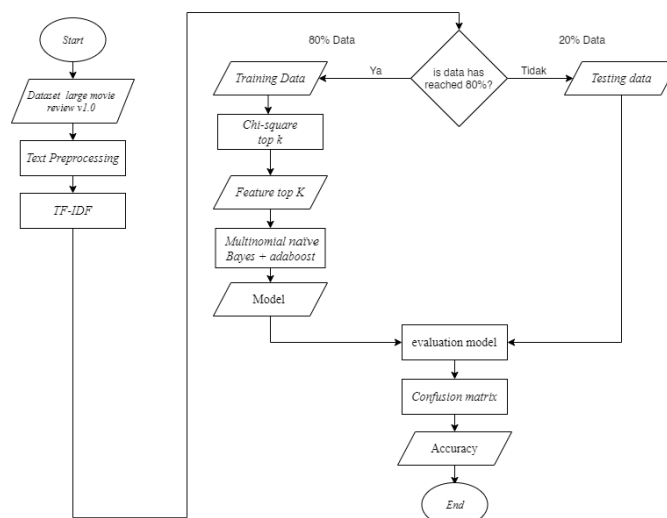 Start
Dataset large movie
review v1.0
Text Preprocessing
TF-IDF
80% Data
20% Data
is data has
reached 80%?
Ya
Tidak
Training Data
Testing data
Chi-square
top k
Feature top K
Multinomial naïve
Bayes + adaboost
Model
evaluation model
Confusion matrix
Accuracy
End